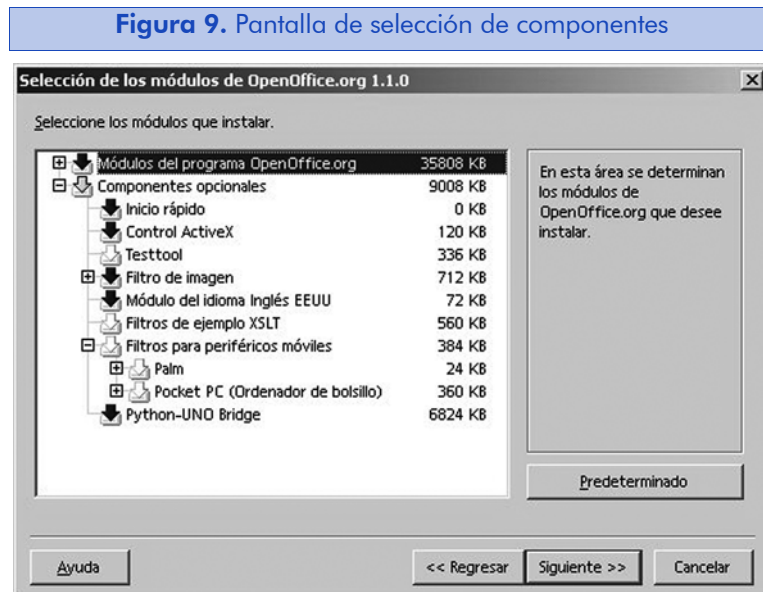 Figura 9. Pantalla de selección de componentes
Selección de los módulos de OpenOffice.org 1.1.0
Seleccione los módulos que instalar.
Módulos del programa OpenOffice.org 35808 KB
Componentes opcionales 9008 KB
Inicio rápido 0 KB
Control ActiveX 120 KB
Testtool 336 KB
Filtro de imagen 712 KB
Módulo del idioma Inglés EEUU 72 KB
Filtros de ejemplo XSLT 560 KB
Filtros para periféricos móviles 384 KB
Palm 24 KB
Pocket PC (Ordenador de bolsillo) 360 KB
Python-UNO Bridge 6824 KB
En esta área se determinan
los módulos de
OpenOffice.org que desee
instalar.
Predeterminado
Ayuda
<< Regresar
Siguiente >>
Cancelar